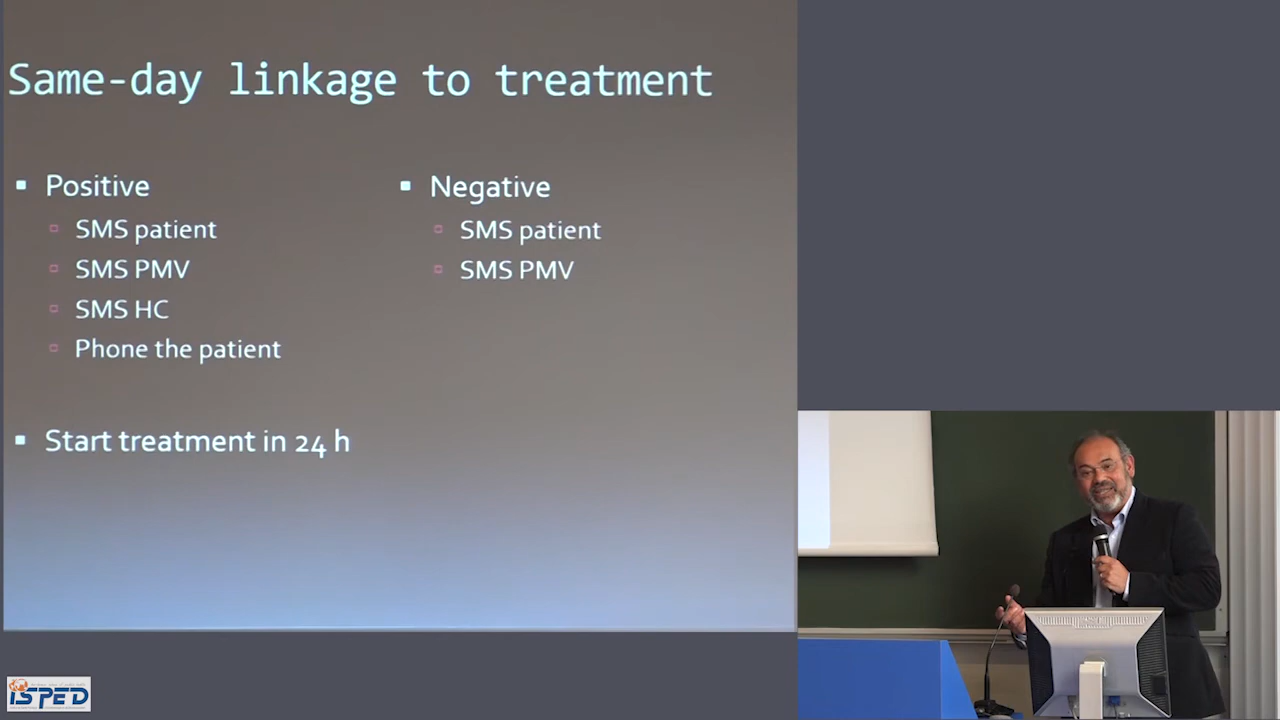 Same-day linkage to treatment
Positive
SMS patient
SMS PMV
SMS HC
Phone the patient
Start treatment in 24 h
Negative
SMS patient
SMS PMV
ISPED